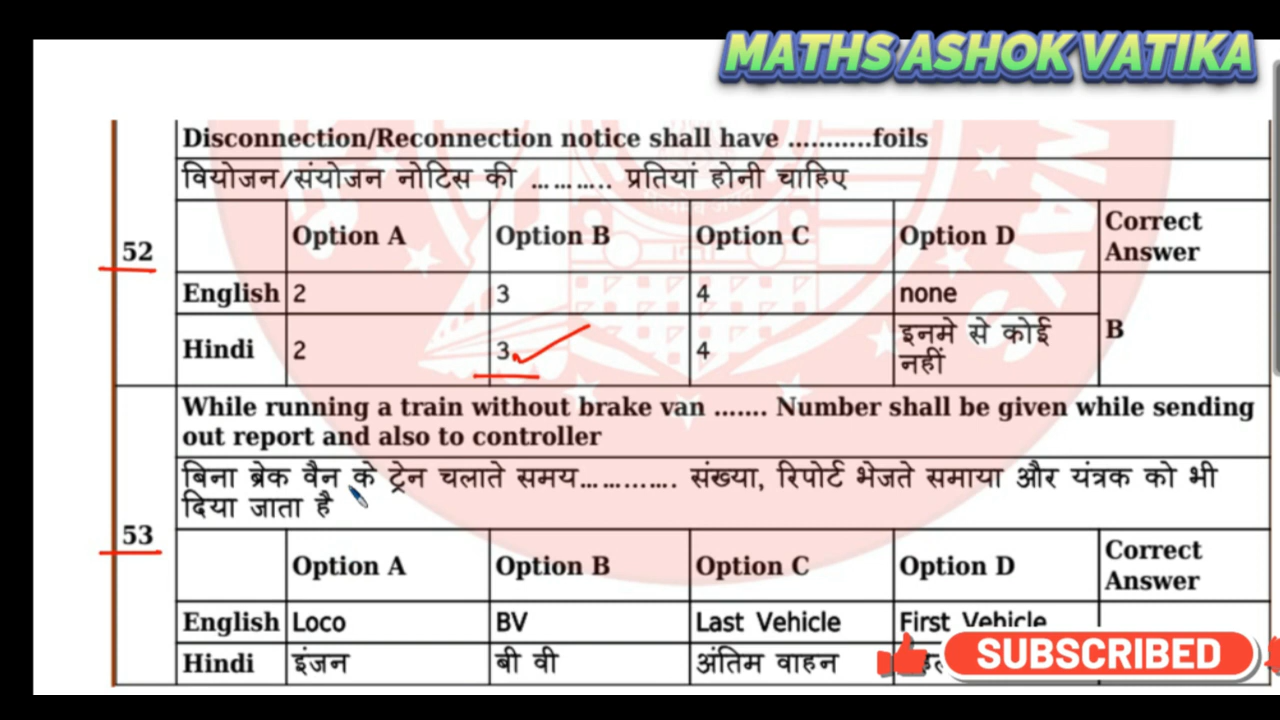 MATHS ASHOK VATIKA
Disconnection/Reconnection notice shall have ...........foils
वियोजन/संयोजन नोटिस की ……….. प्रतियां होनी चाहिए
52
Option A Option B Option C Option D Correct Answer
English 2 3 4 none
Hindi 2 3 4 इनमे से कोई नहीं
B
While running a train without brake van ....... Number shall be given while sending
out report and also to controller
बिना ब्रेक वैन के ट्रेन चलाते समय…………. संख्या, रिपोर्ट भेजते समाया और यंत्रक को भी
दिया जाता है
53
Option A Option B Option C Option D Correct Answer
English Loco BV Last Vehicle First Vehicle
Hindi इंजन बी वी अंतिम वाहन
SUBSCRIBED